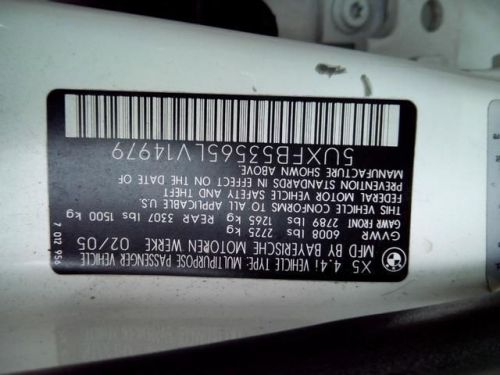 X5 4.4i VEHICLE TYPE: MULTIPURPOSE PASSENGER VEHICLE
MFD BY BAYERISCHE MOTOREN WERKE 02/05
GVWR 6008 lbs 2725 kg
GAWR FRONT 2789 lbs 1265 kg REAR 3307 lbs 1500 kg
THIS VEHICLE CONFORMS TO ALL APPLICABLE U.S.
FEDERAL MOTOR VEHICLE SAFETY AND THEFT
PREVENTION STANDARDS IN EFFECT ON THE DATE OF
MANUFACTURE SHOWN ABOVE.
5UXFB53565LV14979
7 012 956